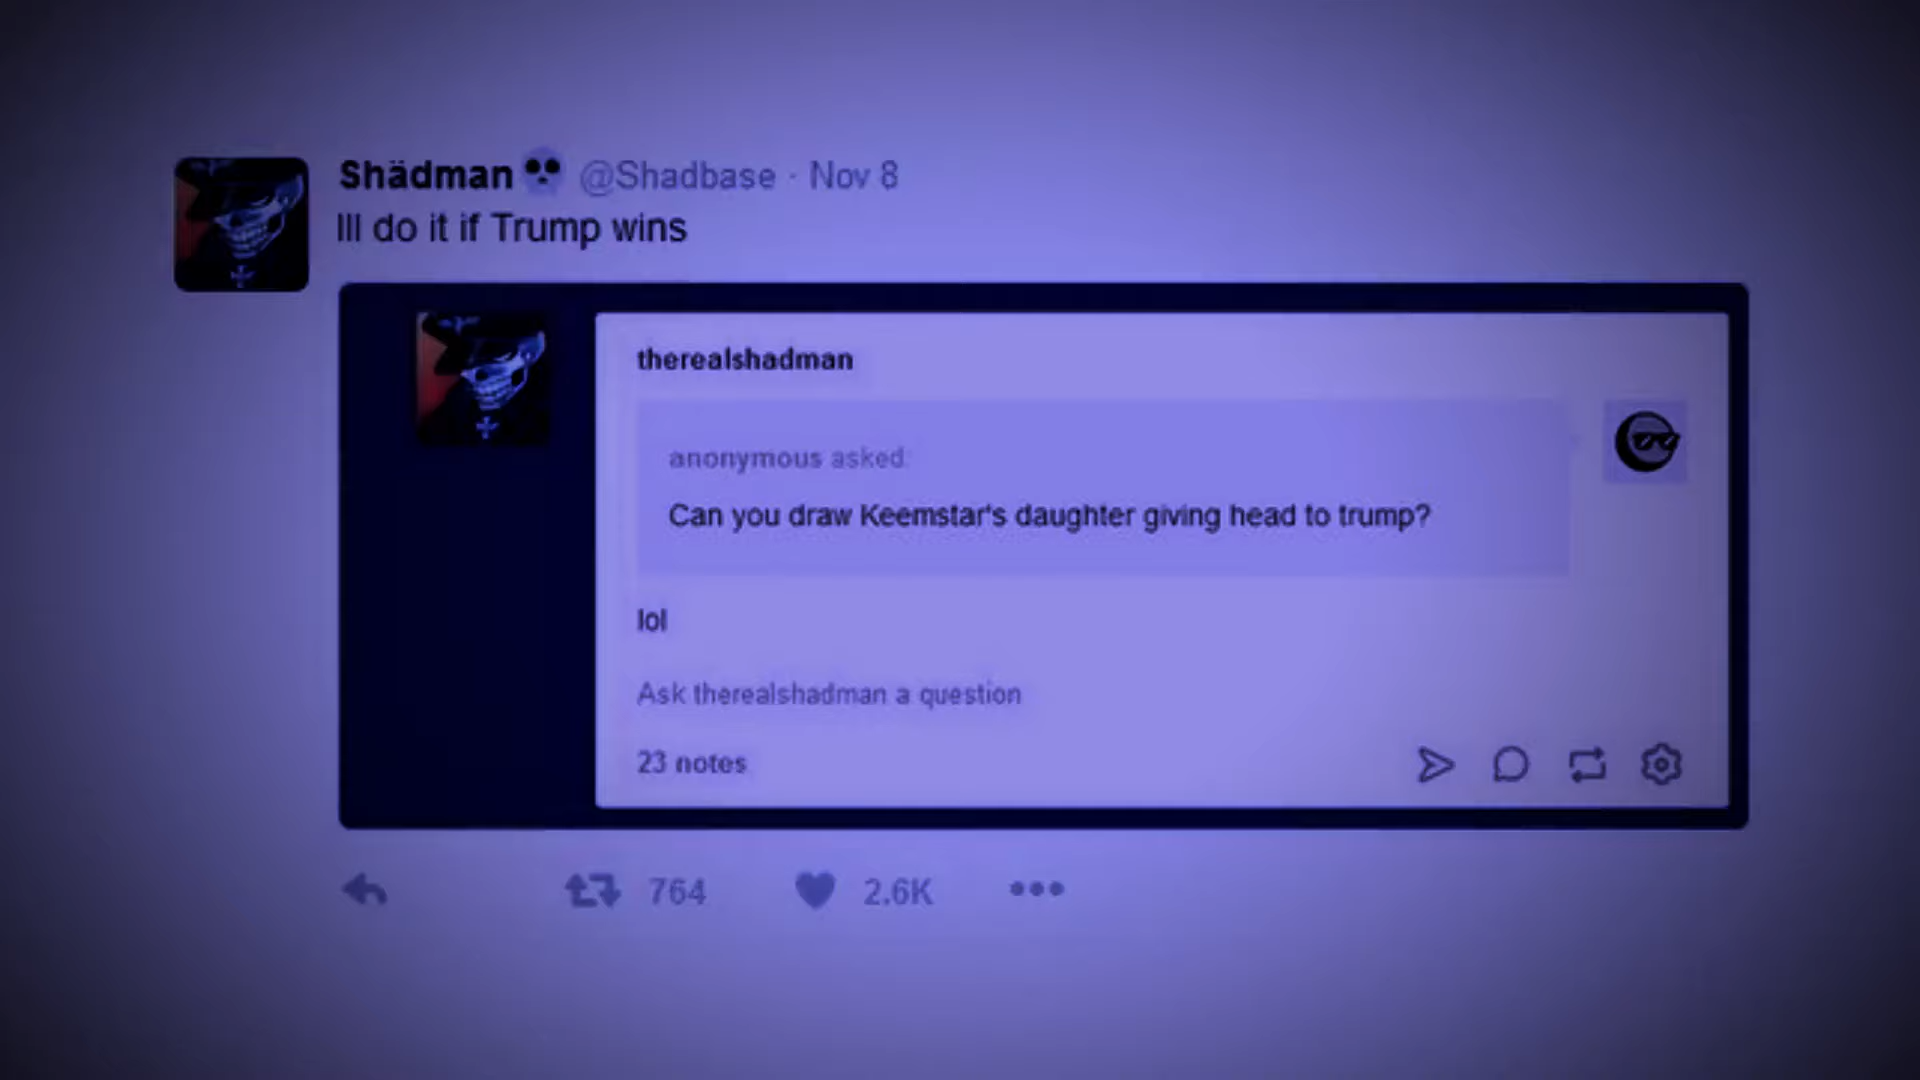 Shädman @Shadbase · Nov 8
Ill do it if Trump wins
therealshadman
anonymous asked:
Can you draw Keemstar's daughter giving head to trump?
lol
Ask therealshadman a question
23 notes
764 2.6K